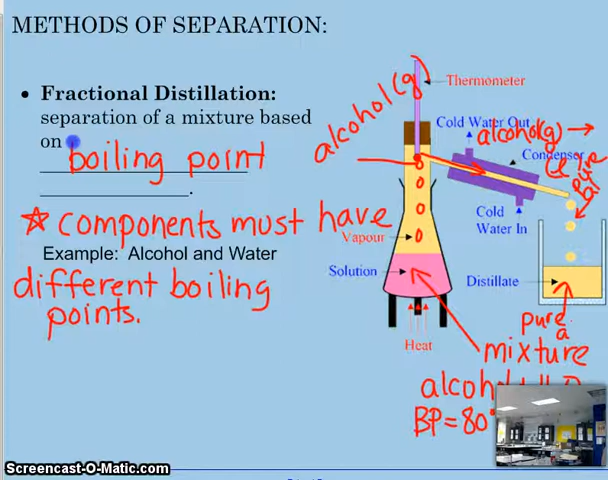 METHODS OF SEPARATION:
• Fractional Distillation:
separation of a mixture based
on
boiling point
.
☆ components must have
Example: Alcohol and Water
different boiling
points.
alcohol(g)
Thermometer
Cold Water Out
alcohol(g) →
Condenser
(l)
pure
al
Cold
Water In
Vapour
Solution
Distillate
Heat
pure
a
mixture
BP = 80°
Screencast-O-Matic.com